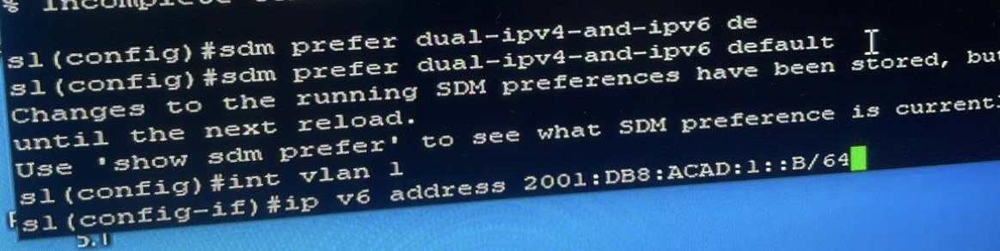 % Incomplete
s1(config)#sdm prefer dual-ipv4-and-ipv6 de
s1(config)#sdm prefer dual-ipv4-and-ipv6 default
Changes to the running SDM preferences have been stored, but
until the next reload.
Use 'show sdm prefer' to see what SDM preference is currentl
s1(config)#int vlan 1
s1(config-if)#ip v6 address 2001:DB8:ACAD:1::B/64
5.1